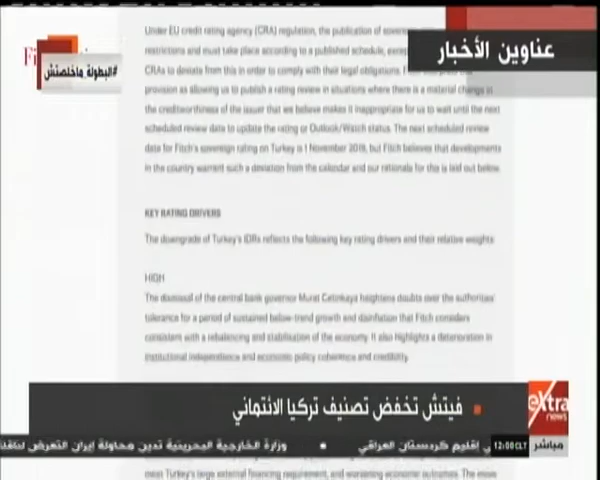 عناوين الأخبار
#البطولة_ماخلصتش
Under EU credit rating agency (CRA) regulation, the publication of sovereign
restrictions and must take place according to a published schedule, except
CRAs to deviate from this in order to comply with their legal obligations.
provision as allowing us to publish a rating review in situations where there is a material change in
the creditworthiness of the issuer that we believe makes it inappropriate for us to wait until the next
scheduled review date to update the rating or Outlook/Watch status. The next scheduled review
date for Fitch's sovereign rating on Turkey is 1 November 2019, but Fitch believes that developments
in the country warrant such a deviation from the calendar and our rationale for this is laid out below.
KEY RATING DRIVERS
The downgrade of Turkey's IDRs reflects the following key rating drivers and their relative weights:
HIGH
The dismissal of the central bank governor Murat Cetinkaya heightens doubts over the authorities'
tolerance for a period of sustained below-trend growth and disinflation that Fitch considers
consistent with a rebalancing and stabilisation of the economy. It also highlights a deterioration in
institutional independence and economic policy coherence and credibility.
فيتش تخفض تصنيف تركيا الائتماني
eXtra
news
مباشر
12:00CLT
إقليم كردستان العراقي
وزارة الخارجية البحرينية تدين محاولة إيران التعرض لناقلة
most Turkey's large external financing requirement, and worsening economic outcomes. The move